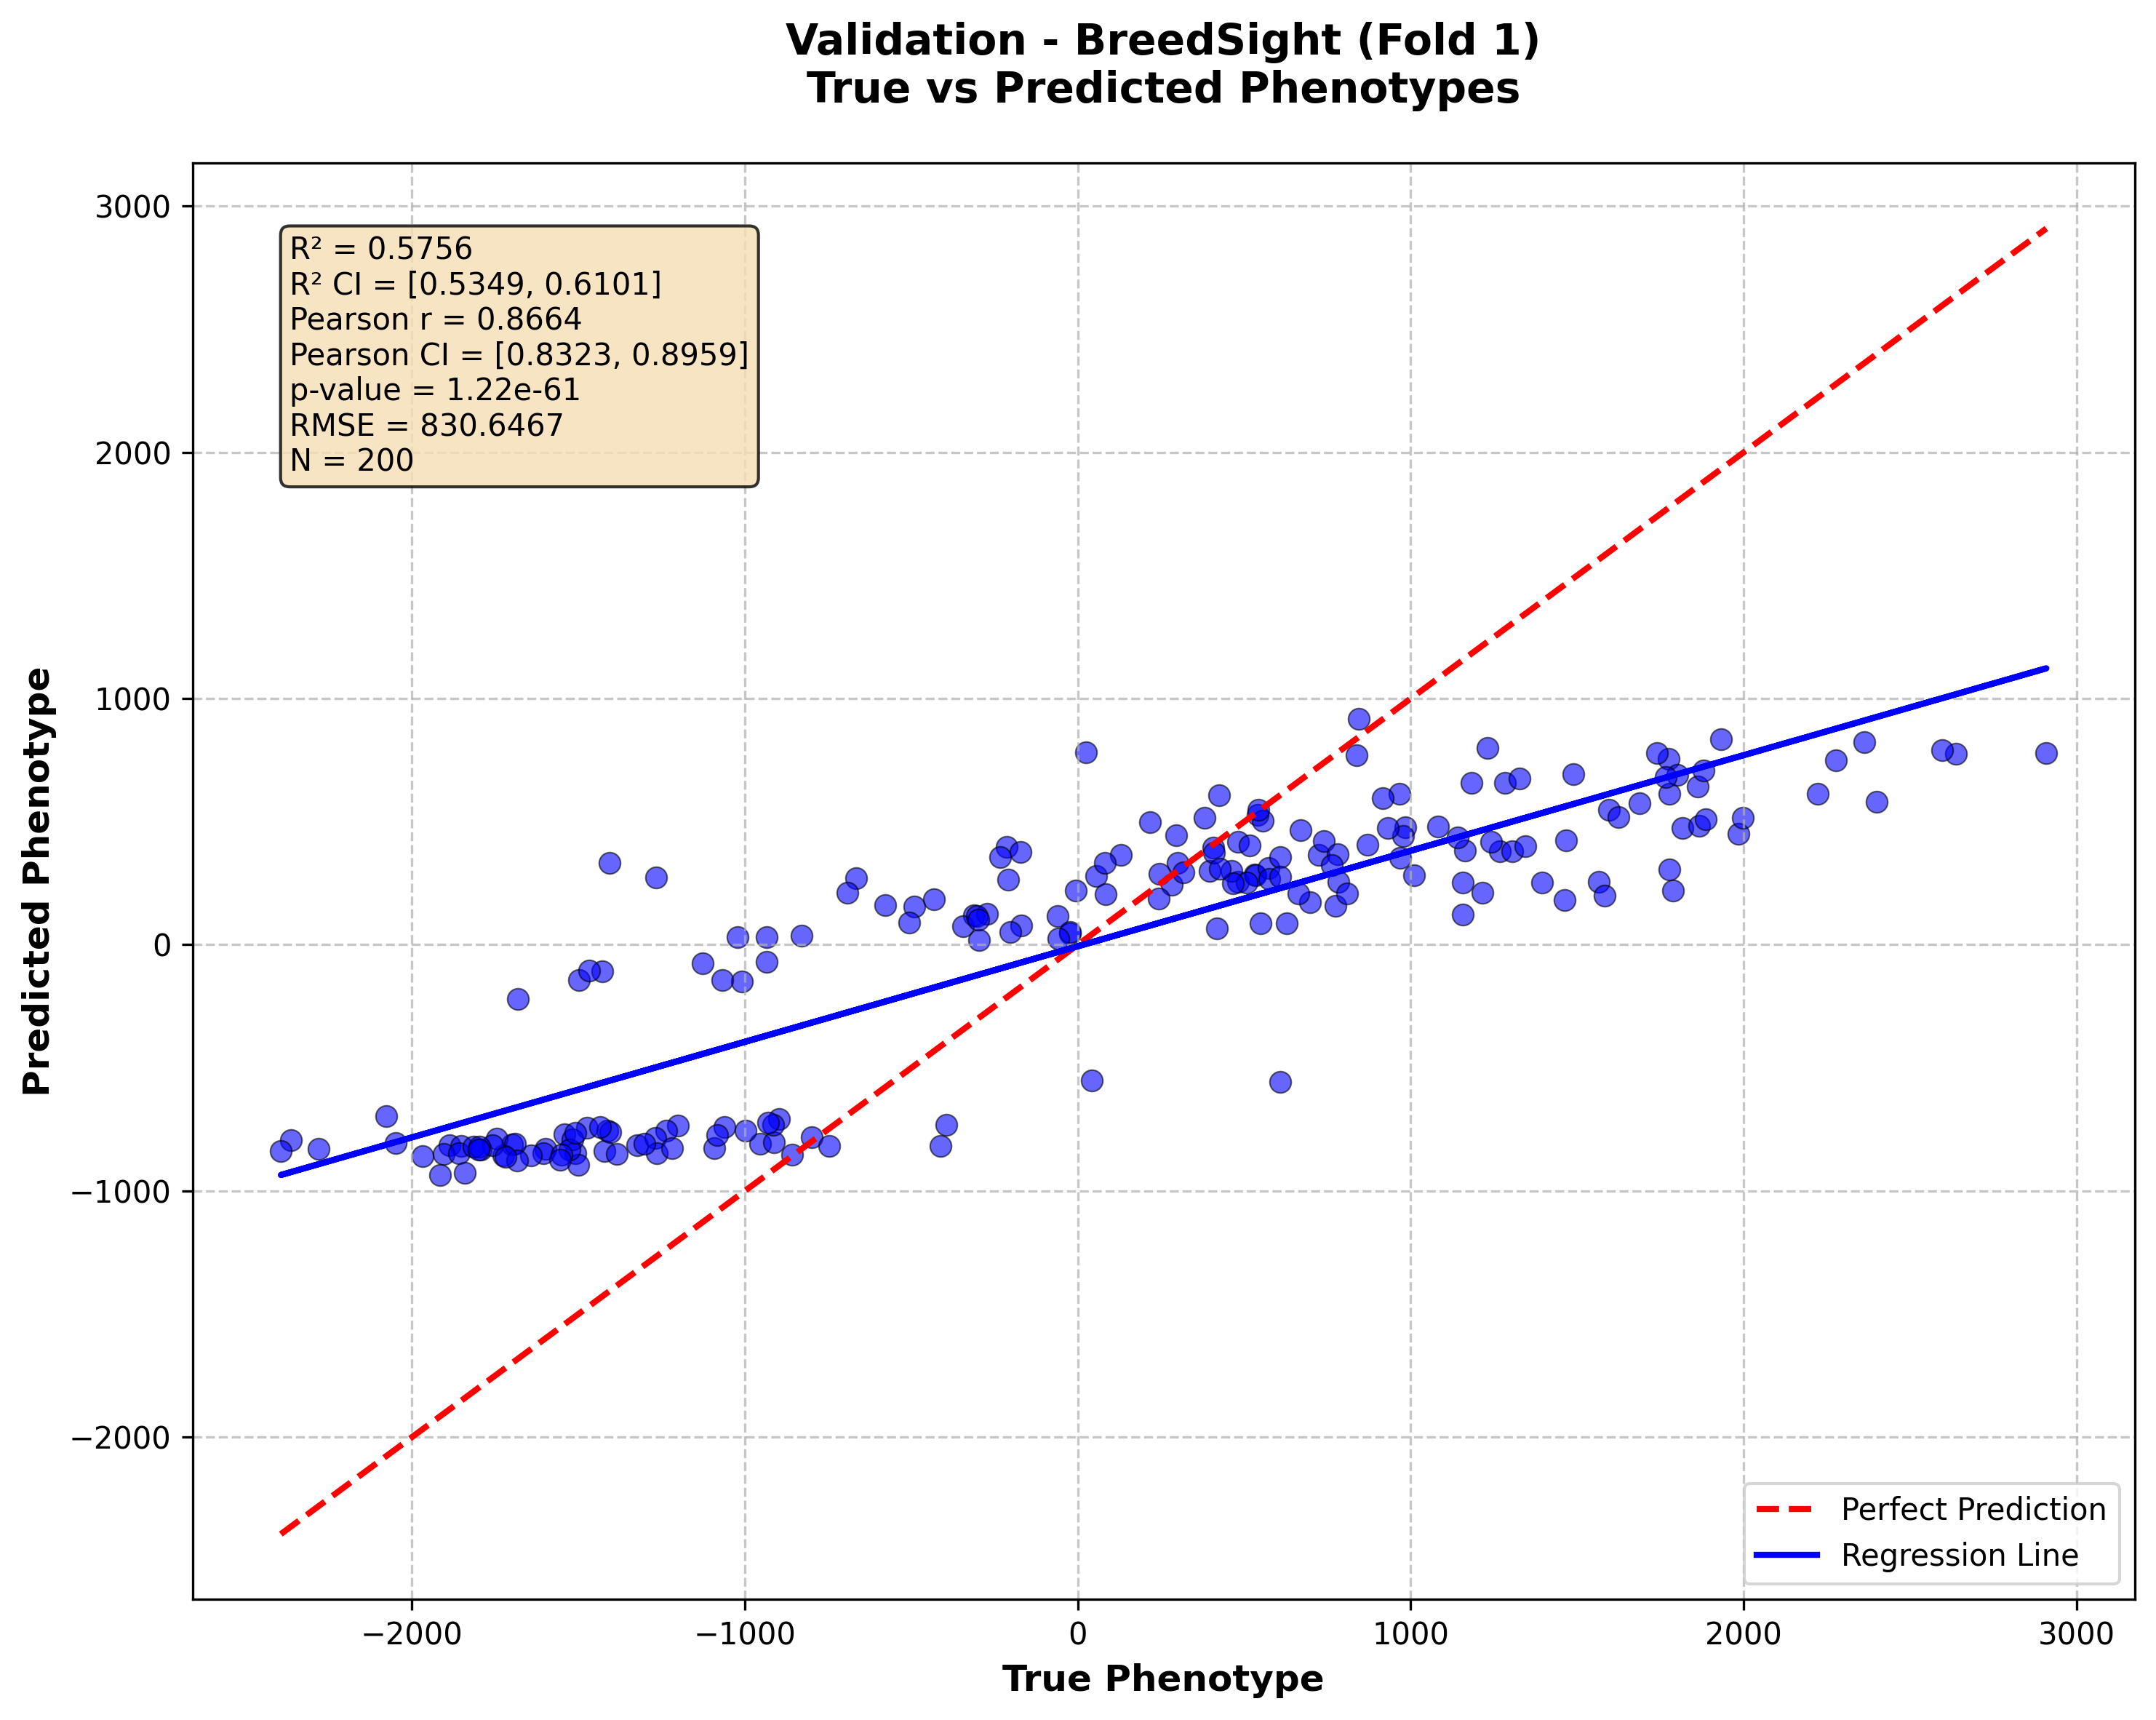 Validation - BreedSight (Fold 1)
True vs Predicted Phenotypes
R² = 0.5756
R² CI = [0.5349, 0.6101]
Pearson r = 0.8664
Pearson CI = [0.8323, 0.8959]
p-value = 1.22e-61
RMSE = 830.6467
N = 200
Predicted Phenotype
3000
2000
1000
0
−1000
−2000
Perfect Prediction
Regression Line
−2000
−1000
0
1000
2000
3000
True Phenotype